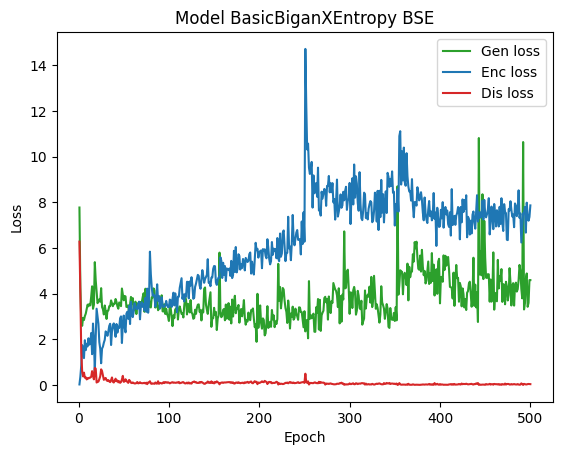 Model BasicBiganXEntropy BSE
Gen loss
Enc loss
Dis loss
14
12
10
8
6
4
2
0
Loss
0 100 200 300 400 500
Epoch